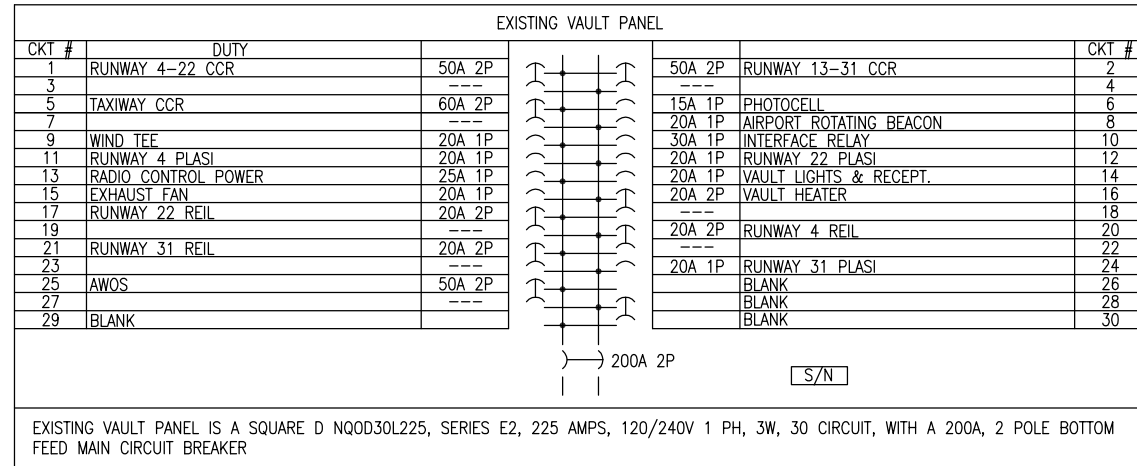 EXISTING VAULT PANEL
CKT # DUTY CKT #
1 RUNWAY 4-22 CCR 50A 2P 50A 2P RUNWAY 13-31 CCR 2
3 --- --- 4
5 TAXIWAY CCR 60A 2P 15A 1P PHOTOCELL 6
7 --- 20A 1P AIRPORT ROTATING BEACON 8
9 WIND TEE 20A 1P 30A 1P INTERFACE RELAY 10
11 RUNWAY 4 PLASI 20A 1P 20A 1P RUNWAY 22 PLASI 12
13 RADIO CONTROL POWER 25A 1P 20A 1P VAULT LIGHTS & RECEPT. 14
15 EXHAUST FAN 20A 1P 20A 2P VAULT HEATER 16
17 RUNWAY 22 REIL 20A 2P --- 18
19 --- 20A 2P RUNWAY 4 REIL 20
21 RUNWAY 31 REIL 20A 2P --- 22
23 --- 20A 1P RUNWAY 31 PLASI 24
25 AWOS 50A 2P BLANK 26
27 --- BLANK 28
29 BLANK BLANK 30
200A 2P
S/N
EXISTING VAULT PANEL IS A SQUARE D NQOD30L225, SERIES E2, 225 AMPS, 120/240V 1 PH, 3W, 30 CIRCUIT, WITH A 200A, 2 POLE BOTTOM
FEED MAIN CIRCUIT BREAKER